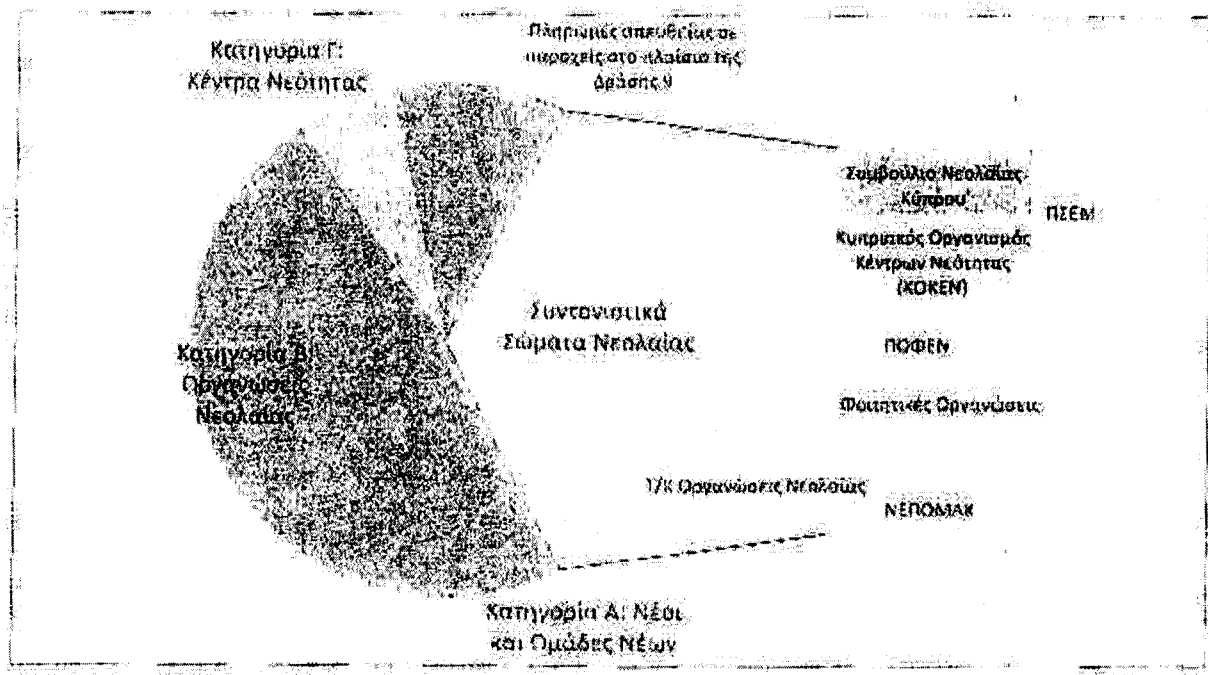 Κατηγορία Γ:
Κέντρα Νεότητας
Πληρωμές απευθείας σε
παροχείς στο πλαίσιο της
Δράσης 9
Συμβούλιο Νεολαίας
Κύπρου
ΠΣΕΜ
Κυπριακός Οργανισμός
Κέντρων Νεότητας
(ΚΟΚΕΝ)
Συντονιστικά
Σώματα Νεολαίας
ΠΟΦΕΝ
Κατηγορία Β:
Οργανώσεις
Νεολαίας
Φοιτητικές Οργανώσεις
Τ/Κ Οργανώσεις Νεολαίας
ΝΕΠΟΜΑΚ
Κατηγορία Α: Νέοι
και Ομάδες Νέων